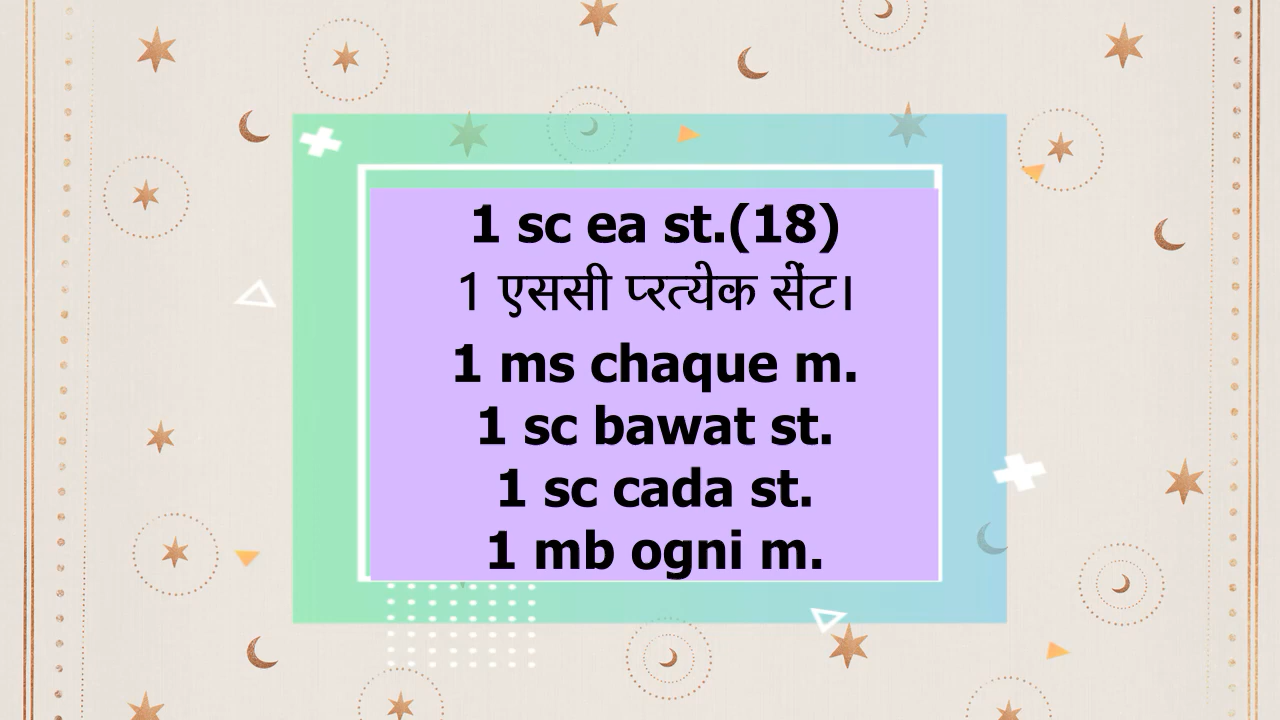 1 sc ea st.(18)
1 एससी प्रत्येक सेंट।
1 ms chaque m.
1 sc bawat st.
1 sc cada st.
1 mb ogni m.